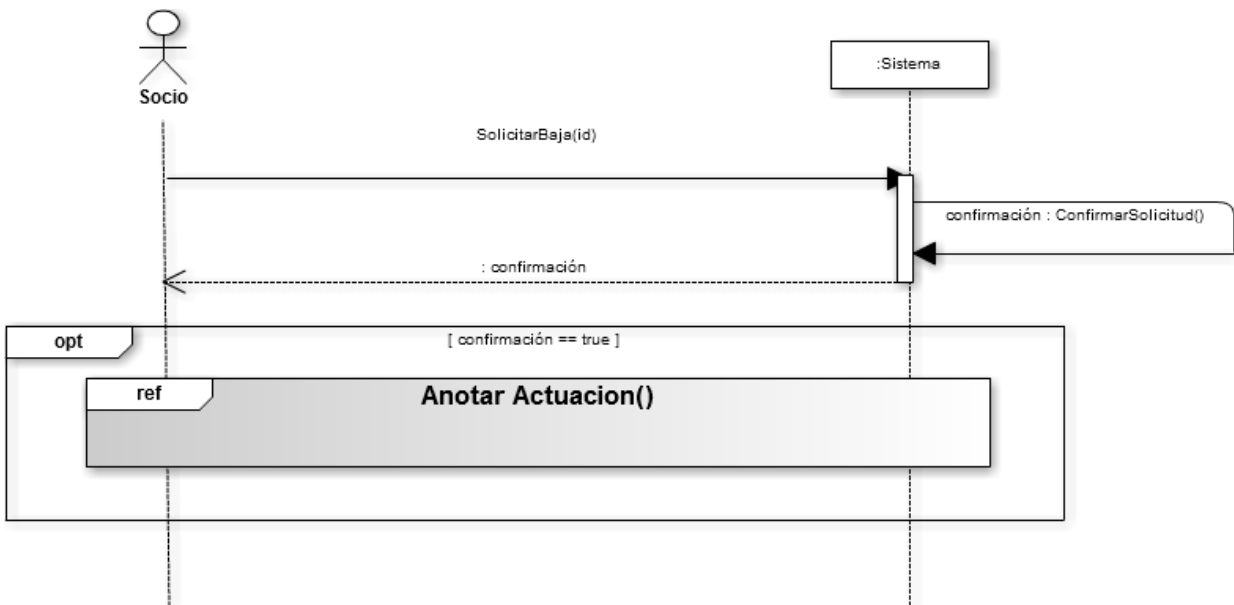 Socio
:Sistema
SolicitarBaja(id)
confirmación : ConfirmarSolicitud()
: confirmación
opt
[ confirmación == true ]
ref
Anotar Actuacion()